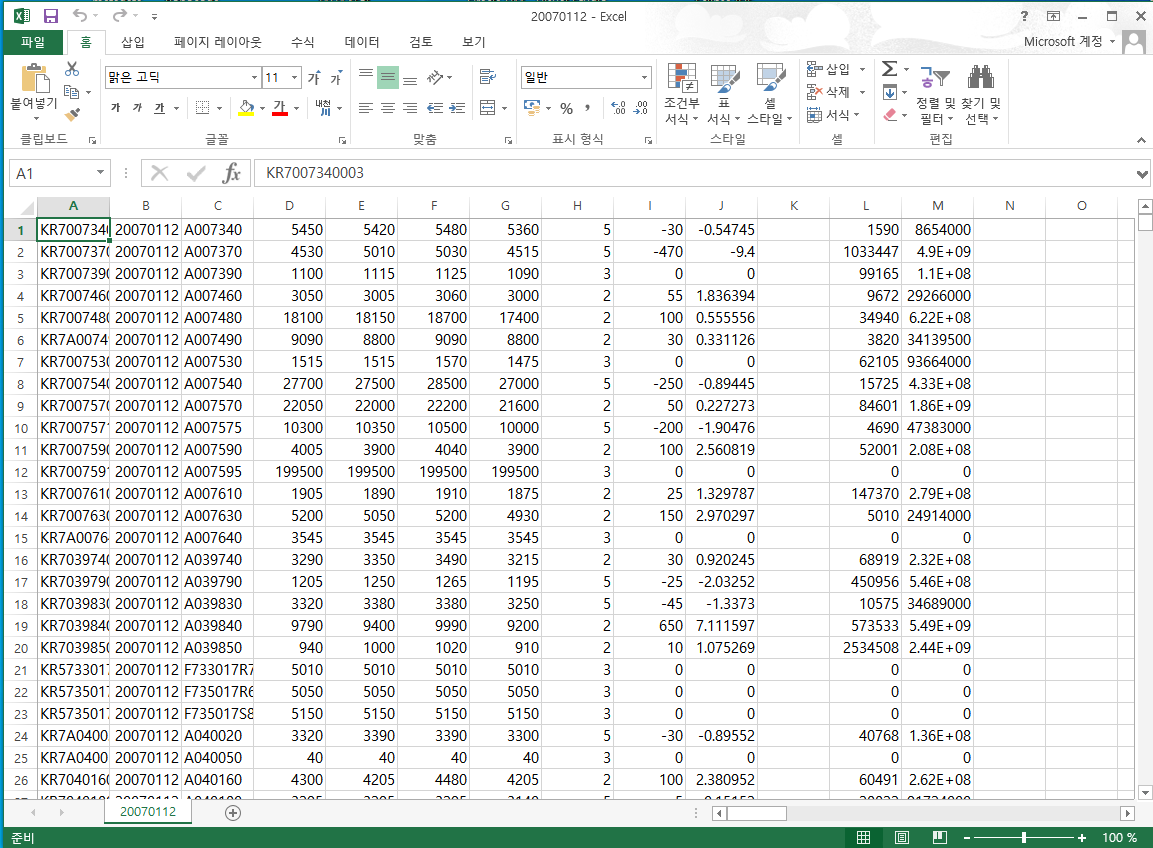 20070112 - Excel
파일 홈 삽입 페이지 레이아웃 수식 데이터 검토 보기 Microsoft 계정
붙여넣기
맑은 고딕 11 가 가
가 가 가 가 내천
일반
% ,
조건부 서식
표 서식
셀 스타일
삽입
삭제
서식
정렬 및 필터
찾기 및 선택
클립보드 글꼴 맞춤 표시 형식 스타일 셀 편집
A1 fx KR7007340003
A B C D E F G H I J K L M N O
1 KR700734 20070112 A007340 5450 5420 5480 5360 5 -30 -0.54745 1590 8654000
2 KR700737 20070112 A007370 4530 5010 5030 4515 5 -470 -9.4 1033447 4.9E+09
3 KR700739 20070112 A007390 1100 1115 1125 1090 3 0 0 99165 1.1E+08
4 KR700746 20070112 A007460 3050 3005 3060 3000 2 55 1.836394 9672 29266000
5 KR700748 20070112 A007480 18100 18150 18700 17400 2 100 0.555556 34940 6.22E+08
6 KR7A0074 20070112 A007490 9090 8800 9090 8800 2 30 0.331126 3820 34139500
7 KR700753 20070112 A007530 1515 1515 1570 1475 3 0 0 62105 93664000
8 KR700754 20070112 A007540 27700 27500 28500 27000 5 -250 -0.89445 15725 4.33E+08
9 KR700757 20070112 A007570 22050 22000 22200 21600 2 50 0.227273 84601 1.86E+09
10 KR700757 20070112 A007575 10300 10350 10500 10000 5 -200 -1.90476 4690 47383000
11 KR700759 20070112 A007590 4005 3900 4040 3900 2 100 2.560819 52001 2.08E+08
12 KR700759 20070112 A007595 199500 199500 199500 199500 3 0 0 0 0
13 KR700761 20070112 A007610 1905 1890 1910 1875 2 25 1.329787 147370 2.79E+08
14 KR700763 20070112 A007630 5200 5050 5200 4930 2 150 2.970297 5010 24914000
15 KR7A0076 20070112 A007640 3545 3545 3545 3545 3 0 0 0 0
16 KR703974 20070112 A039740 3290 3350 3490 3215 2 30 0.920245 68919 2.32E+08
17 KR703979 20070112 A039790 1205 1250 1265 1195 5 -25 -2.03252 450956 5.46E+08
18 KR703983 20070112 A039830 3320 3380 3380 3250 5 -45 -1.3373 10575 34689000
19 KR703984 20070112 A039840 9790 9400 9990 9200 2 650 7.111597 573533 5.49E+09
20 KR703985 20070112 A039850 940 1000 1020 910 2 10 1.075269 2534508 2.44E+09
21 KR573301 20070112 F733017R7 5010 5010 5010 5010 3 0 0 0 0
22 KR573501 20070112 F735017R6 5050 5050 5050 5050 3 0 0 0 0
23 KR573501 20070112 F735017S8 5150 5150 5150 5150 3 0 0 0 0
24 KR7A0400 20070112 A040020 3320 3390 3390 3300 5 -30 -0.89552 40768 1.36E+08
25 KR7A0400 20070112 A040050 40 40 40 40 3 0 0 0 0
26 KR704016 20070112 A040160 4300 4205 4480 4205 2 100 2.380952 60491 2.62E+08
20070112
준비 100 %